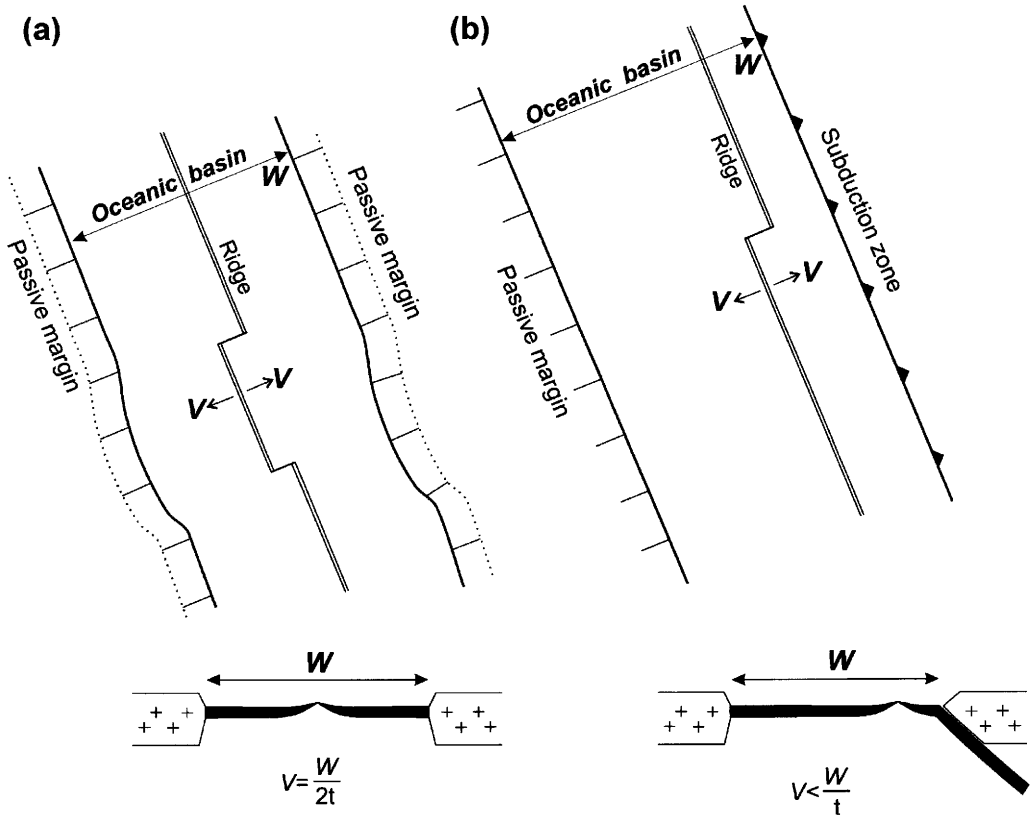 (a)
Oceanic basin
W
Passive margin
Ridge
Passive margin
V
V
W
V=W/2t
(b)
Oceanic basin
W
Ridge
Subduction zone
Passive margin
V
V
W
V<W/t